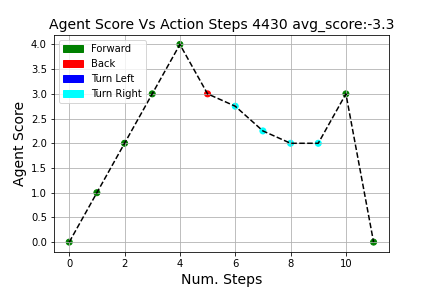 Agent Score Vs Action Steps 4430 avg_score:-3.3
4.0
3.5
3.0
2.5
2.0
1.5
1.0
0.5
0.0
Agent Score
Forward
Back
Turn Left
Turn Right
0 2 4 6 8 10
Num. Steps